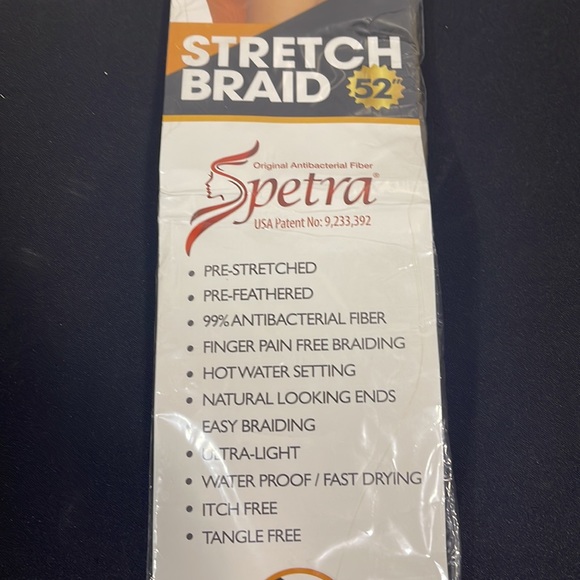 STRETCH
BRAID 52"
Original Antibacterial Fiber
Spetra®
USA Patent No: 9,233,392
• PRE-STRETCHED
• PRE-FEATHERED
• 99% ANTIBACTERIAL FIBER
• FINGER PAIN FREE BRAIDING
• HOT WATER SETTING
• NATURAL LOOKING ENDS
EASY BRAIDING
• ULTRA-LIGHT
• WATER PROOF / FAST DRYING
• ITCH FREE
• TANGLE FREE